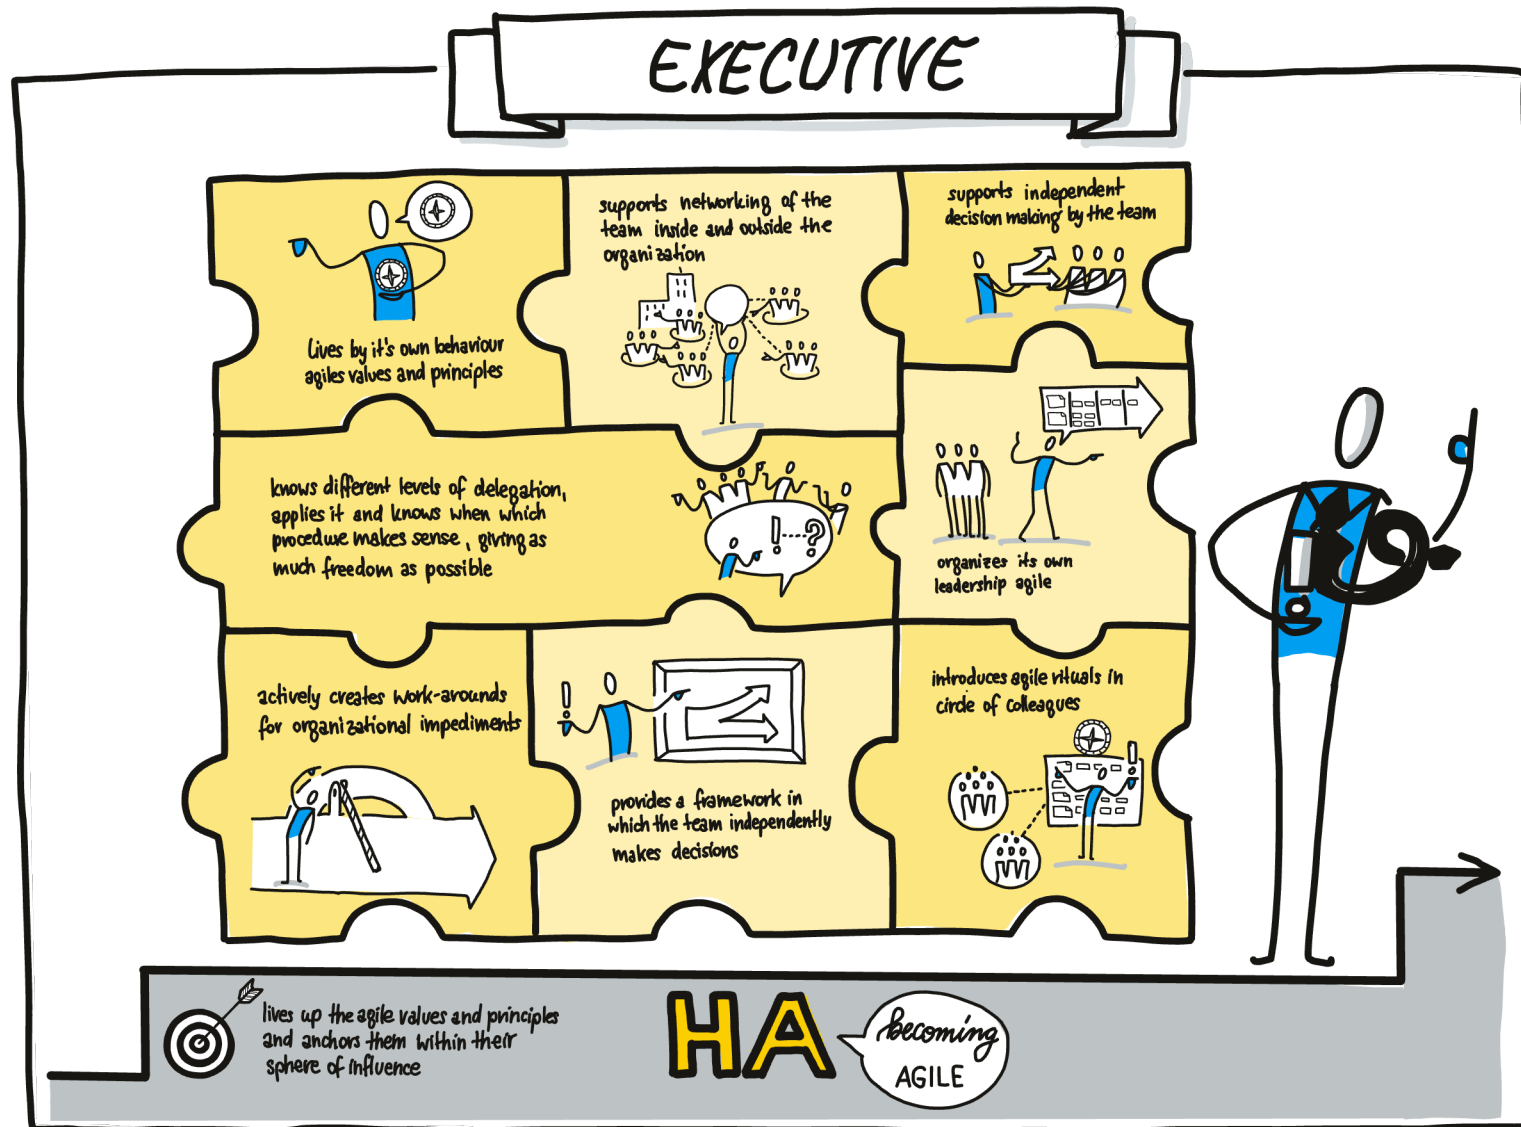 EXECUTIVE
lives by it's own behaviour
agiles values and principles
supports networking of the
team inside and outside the
organization
supports independent
decision making by the team
knows different levels of delegation,
applies it and knows when which
procedure makes sense, giving as
much freedom as possible
! --- ?
organizes its own
leadership agile
actively creates work-arounds
for organizational impediments
!
provides a framework in
which the team independently
makes decisions
introduces agile rituals in
circle of colleagues
!
lives up the agile values and principles
and anchors them within their
sphere of influence
HA
becoming
AGILE